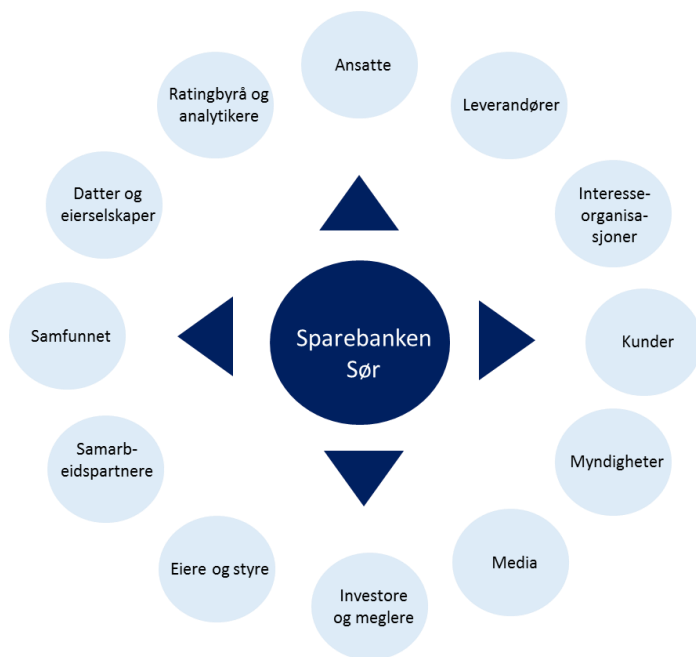 Ansatte
Leverandører
Interesse-
organisa-
sjoner
Kunder
Myndigheter
Media
Investore
og meglere
Eiere og styre
Samarb-
eidspartnere
Samfunnet
Datter og
eierselskaper
Ratingbyrå og
analytikere
Sparebanken
Sør